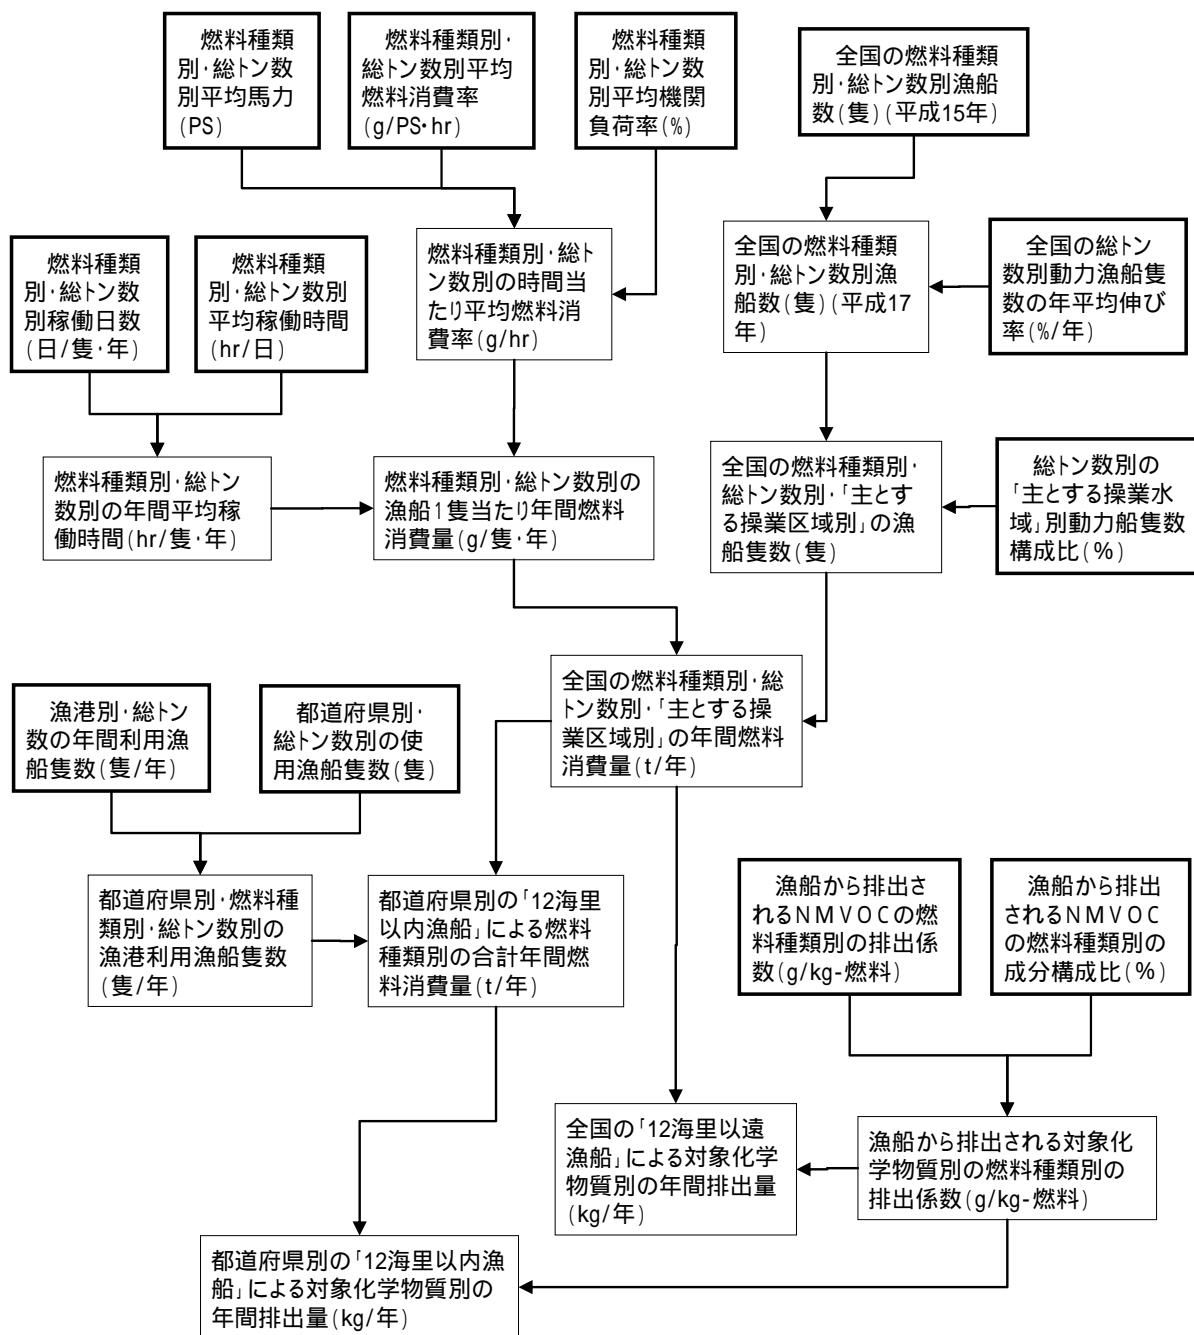 燃料種類
別・総トン数
別平均馬力
(PS)
燃料種類別・
総トン数別平均
燃料消費率
(g/PS・hr)
燃料種類
別・総トン数
別平均機関
負荷率(%)
全国の燃料種類
別・総トン数別漁船
数(隻)(平成15年)
燃料種類
別・総トン数
別稼働日数
(日/隻・年)
燃料種類
別・総トン数別
平均稼働時間
(hr/日)
燃料種類別・総ト
ン数別の時間当
たり平均燃料消
費率(g/hr)
全国の燃料種類
別・総トン数別漁
船数(隻)(平成17
年)
全国の総トン
数別動力漁船隻
数の年平均伸び
率(%/年)
燃料種類別・総トン
数別の年間平均稼
働時間(hr/隻・年)
燃料種類別・総トン数別の
漁船1隻当たり年間燃料
消費量(g/隻・年)
全国の燃料種類別・
総トン数別・「主とす
る操業区域別」の漁
船隻数(隻)
総トン数別の
「主とする操業水
域」別動力船隻数
構成比(%)
漁港別・総トン
数の年間利用漁
船隻数(隻/年)
都道府県別・
総トン数別の使
用漁船隻数(隻)
全国の燃料種類別・総
トン数別・「主とする操
業区域別」の年間燃料
消費量(t/年)
都道府県別・燃料種
類別・総トン数別の
漁港利用漁船隻数
(隻/年)
都道府県別の「12海里
以内漁船」による燃料
種類別の合計年間燃
料消費量(t/年)
漁船から排出さ
れるNMVOCの燃
料種類別の排出係
数(g/kg-燃料)
漁船から排出
されるNMVOC
の燃料種類別の
成分構成比(%)
全国の「12海里以遠
漁船」による対象化学
物質別の年間排出量
(kg/年)
漁船から排出される対象化
学物質別の燃料種類別の
排出係数(g/kg-燃料)
都道府県別の「12海里以内漁
船」による対象化学物質別の
年間排出量(kg/年)